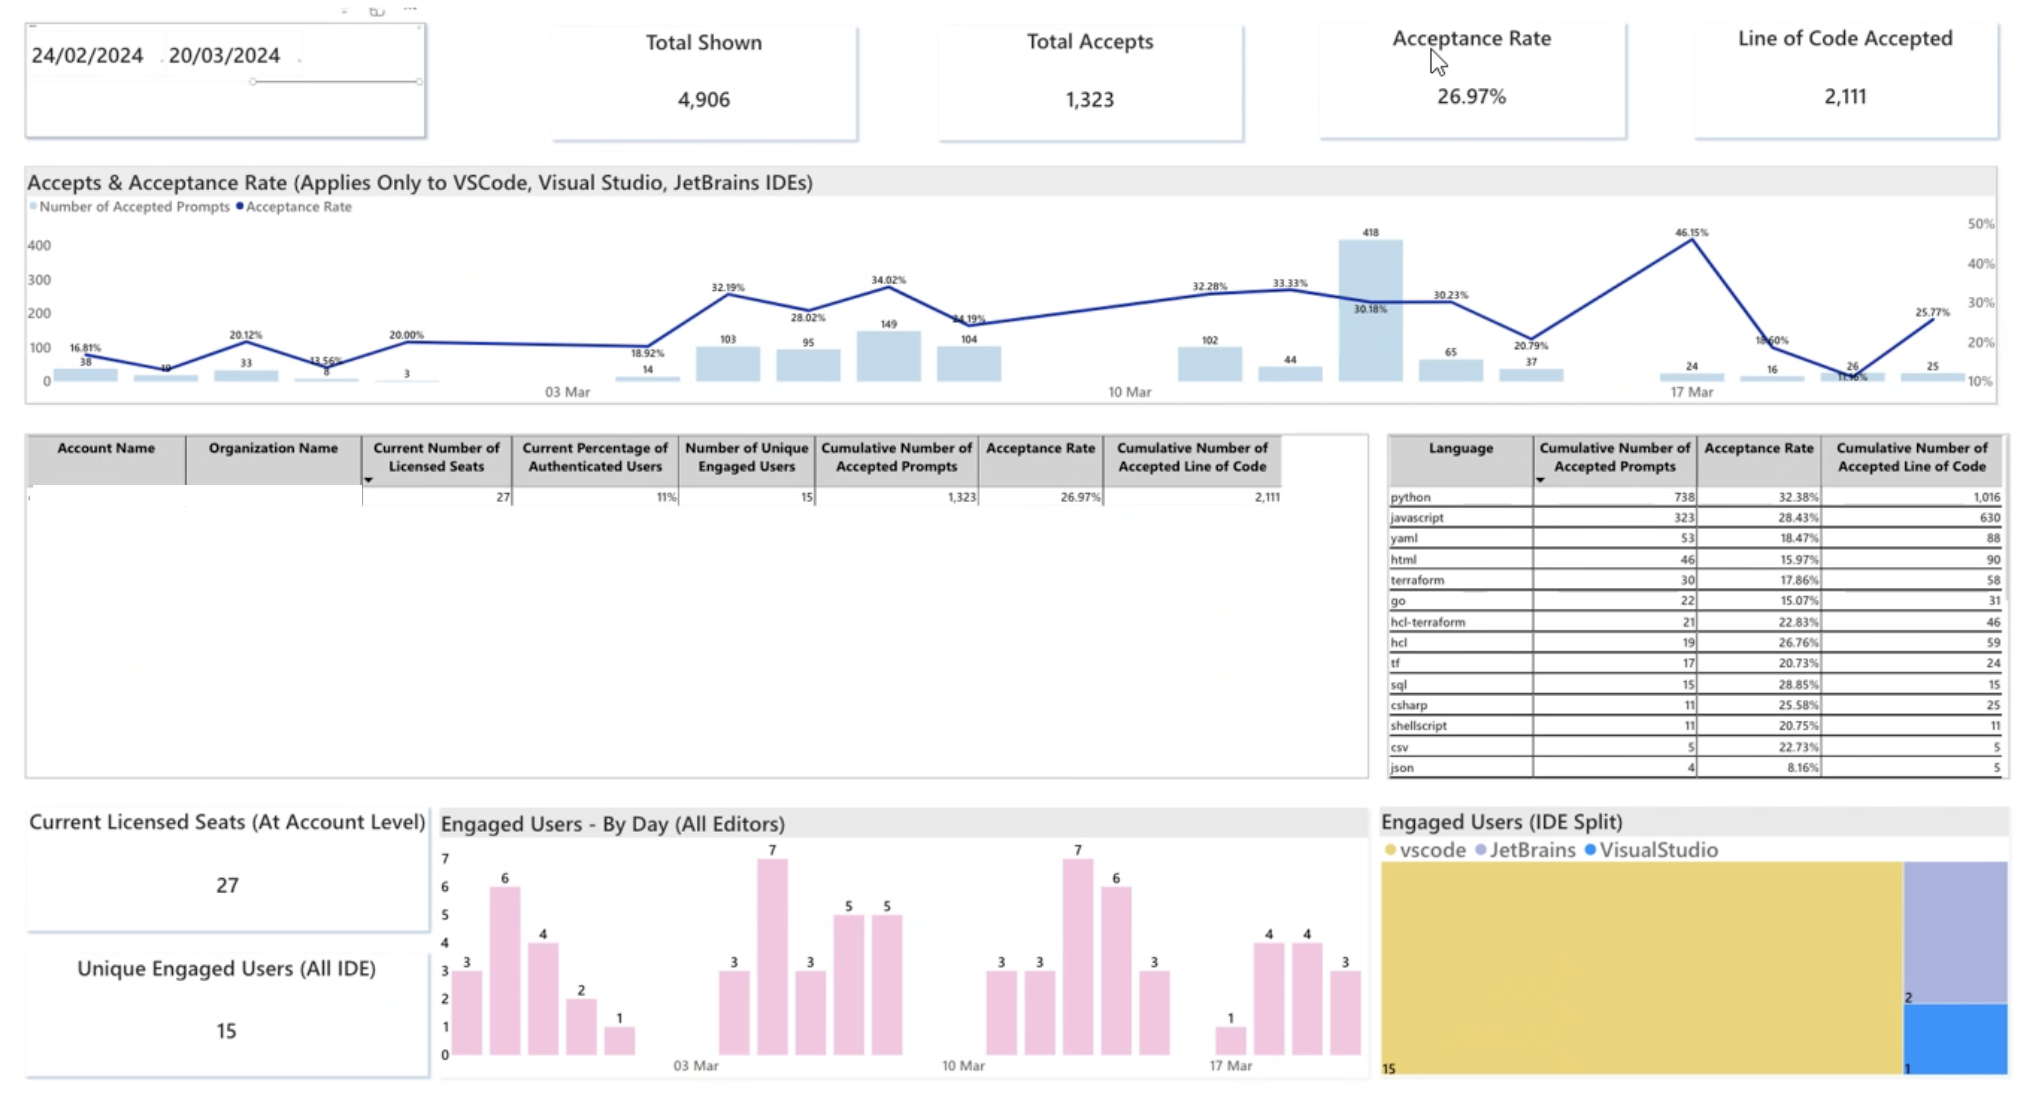 24/02/2024 20/03/2024
Total Shown
4,906
Total Accepts
1,323
Acceptance Rate
26.97%
Line of Code Accepted
2,111
Accepts & Acceptance Rate (Applies Only to VSCode, Visual Studio, JetBrains IDEs)
Number of Accepted Prompts Acceptance Rate
400
300
200
100
0
50%
40%
30%
20%
10%
16.81%
20.12%
13.56%
20.00%
18.92%
32.19%
28.02%
34.02%
24.19%
32.28%
33.33%
30.18%
30.23%
20.79%
46.15%
18.60%
25.77%
38
19
33
8
3
14
103
95
149
104
102
44
418
65
37
24
16
26
25
03 Mar 10 Mar 17 Mar
Account Name Organization Name Current Number of Licensed Seats Current Percentage of Authenticated Users Number of Unique Engaged Users Cumulative Number of Accepted Prompts Acceptance Rate Cumulative Number of Accepted Line of Code
27 11% 15 1,323 26.97% 2,111
Language Cumulative Number of Accepted Prompts Acceptance Rate Cumulative Number of Accepted Line of Code
python 738 32.38% 1,016
javascript 323 28.43% 630
yaml 53 18.47% 88
html 46 15.97% 90
terraform 30 17.86% 58
go 22 15.07% 31
hcl-terraform 21 22.83% 46
hcl 19 26.76% 59
tf 17 20.73% 24
sql 15 28.85% 15
csharp 11 25.58% 25
shellscript 11 20.75% 11
csv 5 22.73% 5
json 4 8.16% 5
Current Licensed Seats (At Account Level)
27
Unique Engaged Users (All IDE)
15
Engaged Users - By Day (All Editors)
7
6
5
4
3
2
1
0
3 6 4 2 1 3 7 3 5 5 3 3 7 6 3 1 4 4 3
03 Mar 10 Mar 17 Mar
Engaged Users (IDE Split)
vscode JetBrains VisualStudio
15
2
1